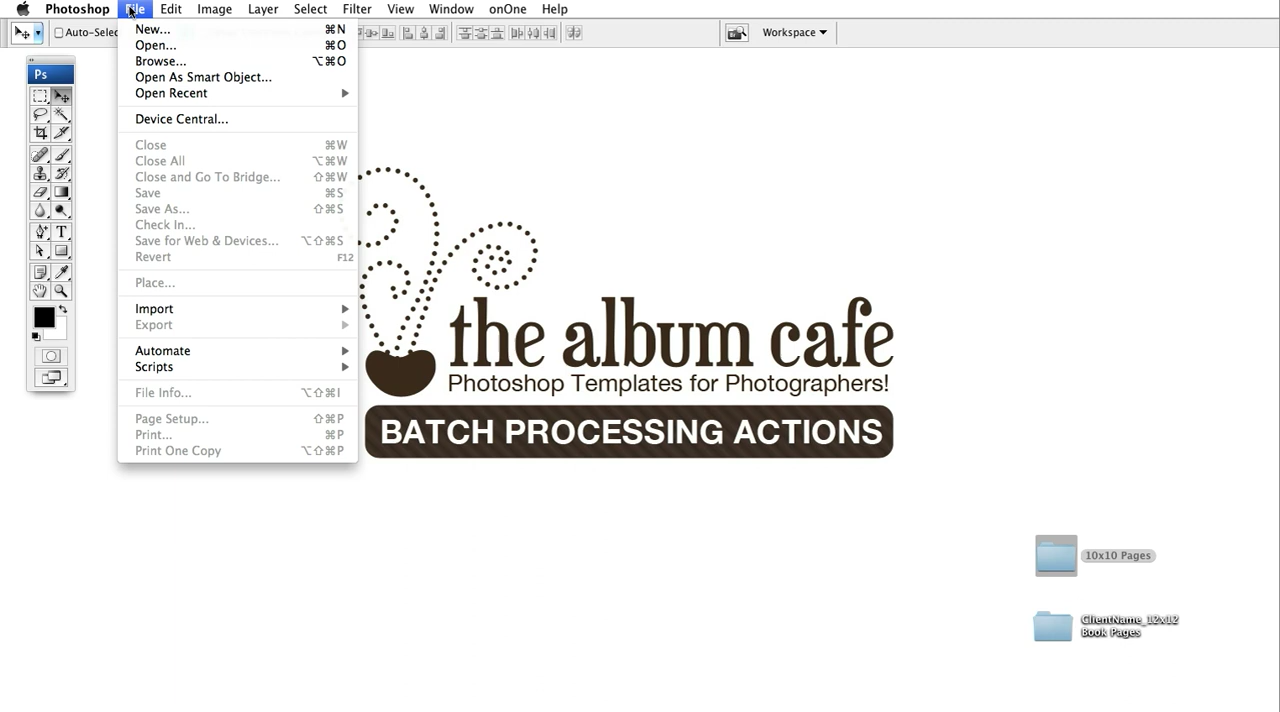 Photoshop File Edit Image Layer Select Filter View Window onOne Help
Auto-Selec
Workspace
Ps
New... ⌘N
Open... ⌘O
Browse... ⌥⌘O
Open As Smart Object...
Open Recent
Device Central...
Close ⌘W
Close All ⌥⌘W
Close and Go To Bridge... ⇧⌘W
Save ⌘S
Save As... ⇧⌘S
Check In...
Save for Web & Devices... ⌥⇧⌘S
Revert F12
Place...
Import
Export
Automate
Scripts
File Info... ⌥⇧⌘I
Page Setup... ⇧⌘P
Print... ⌘P
Print One Copy ⌥⇧⌘P
the album cafe
Photoshop Templates for Photographers!
BATCH PROCESSING ACTIONS
10x10 Pages
ClientName_12x12
Book Pages